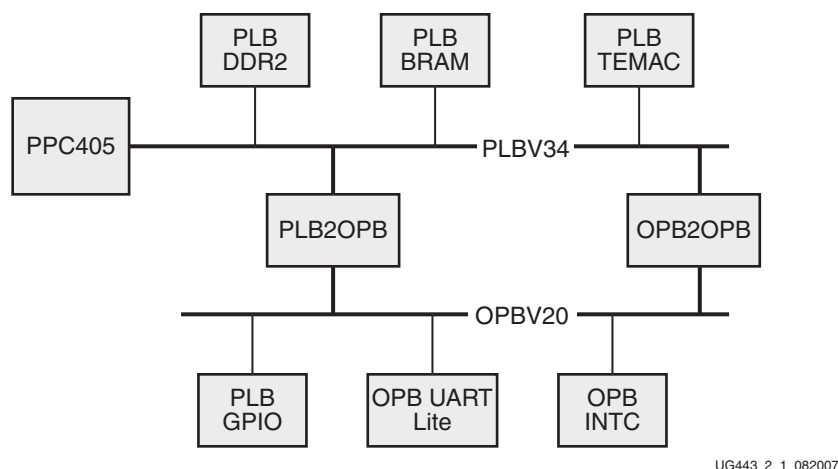 PLB
DDR2
PLB
BRAM
PLB
TEMAC
PPC405
PLBV34
PLB2OPB
OPB2OPB
OPBV20
PLB
GPIO
OPB UART
Lite
OPB
INTC
UG443_2_1_082007